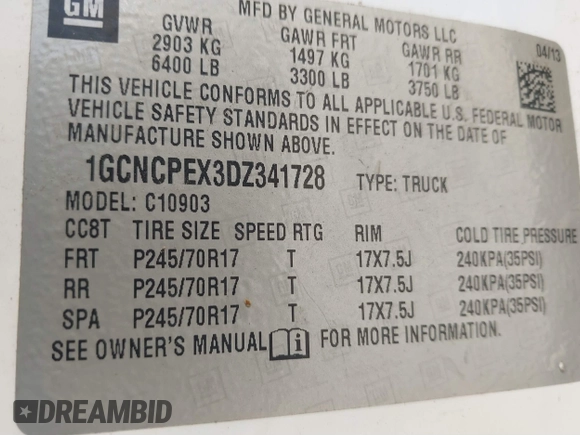 GM
MFD BY GENERAL MOTORS LLC
GVWR GAWR FRT GAWR RR 04/13
2903 KG 1497 KG 1701 KG
6400 LB 3300 LB 3750 LB
THIS VEHICLE CONFORMS TO ALL APPLICABLE U.S. FEDERAL MOTOR
VEHICLE SAFETY STANDARDS IN EFFECT ON THE DATE OF
MANUFACTURE SHOWN ABOVE.
1GCNCPEX3DZ341728 TYPE: TRUCK
MODEL: C10903
CC8T TIRE SIZE SPEED RTG RIM COLD TIRE PRESSURE
FRT P245/70R17 T 17X7.5J 240KPA(35PSI)
RR P245/70R17 T 17X7.5J 240KPA(35PSI)
SPA P245/70R17 T 17X7.5J 240KPA(35PSI)
SEE OWNER'S MANUAL i FOR MORE INFORMATION.
DREAMBID